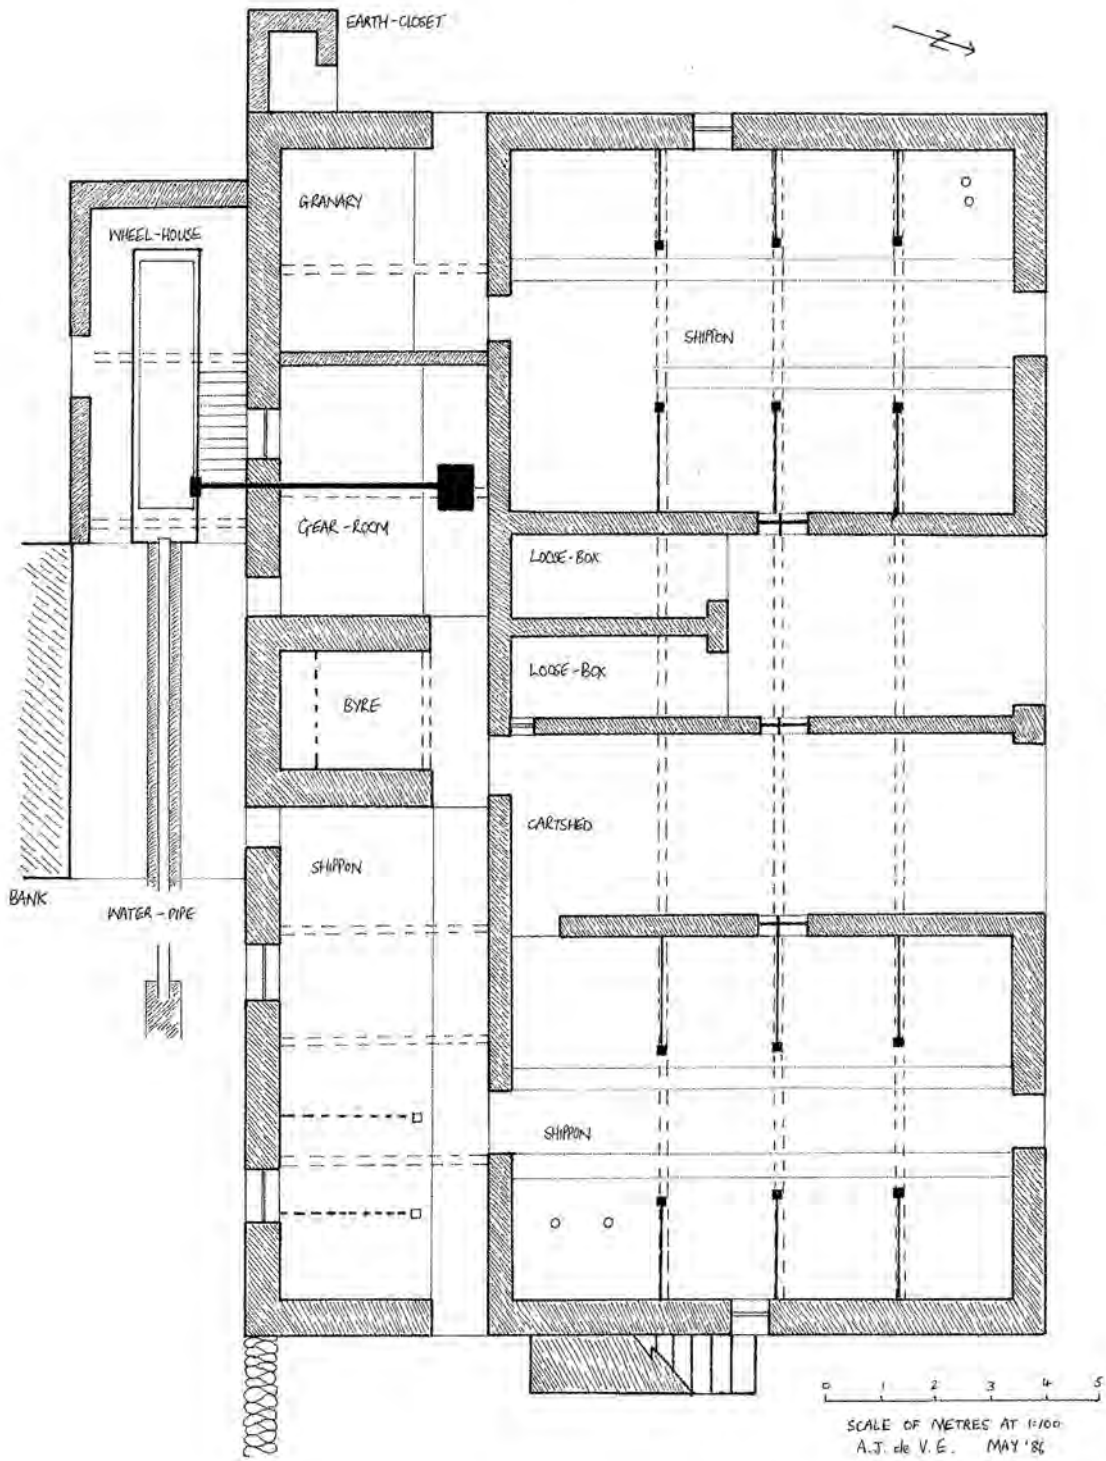 EARTH-CLOSET
Z
GRANARY
WHEEL-HOUSE
SHIPPON
GEAR-ROOM
LOOSE-BOX
LOOSE-BOX
BYRE
CARTSHED
SHIPPON
BANK
WATER-PIPE
SHIPPON
0 1 2 3 4 5
SCALE OF METRES AT 1:100
A.J. de V.E. MAY '86